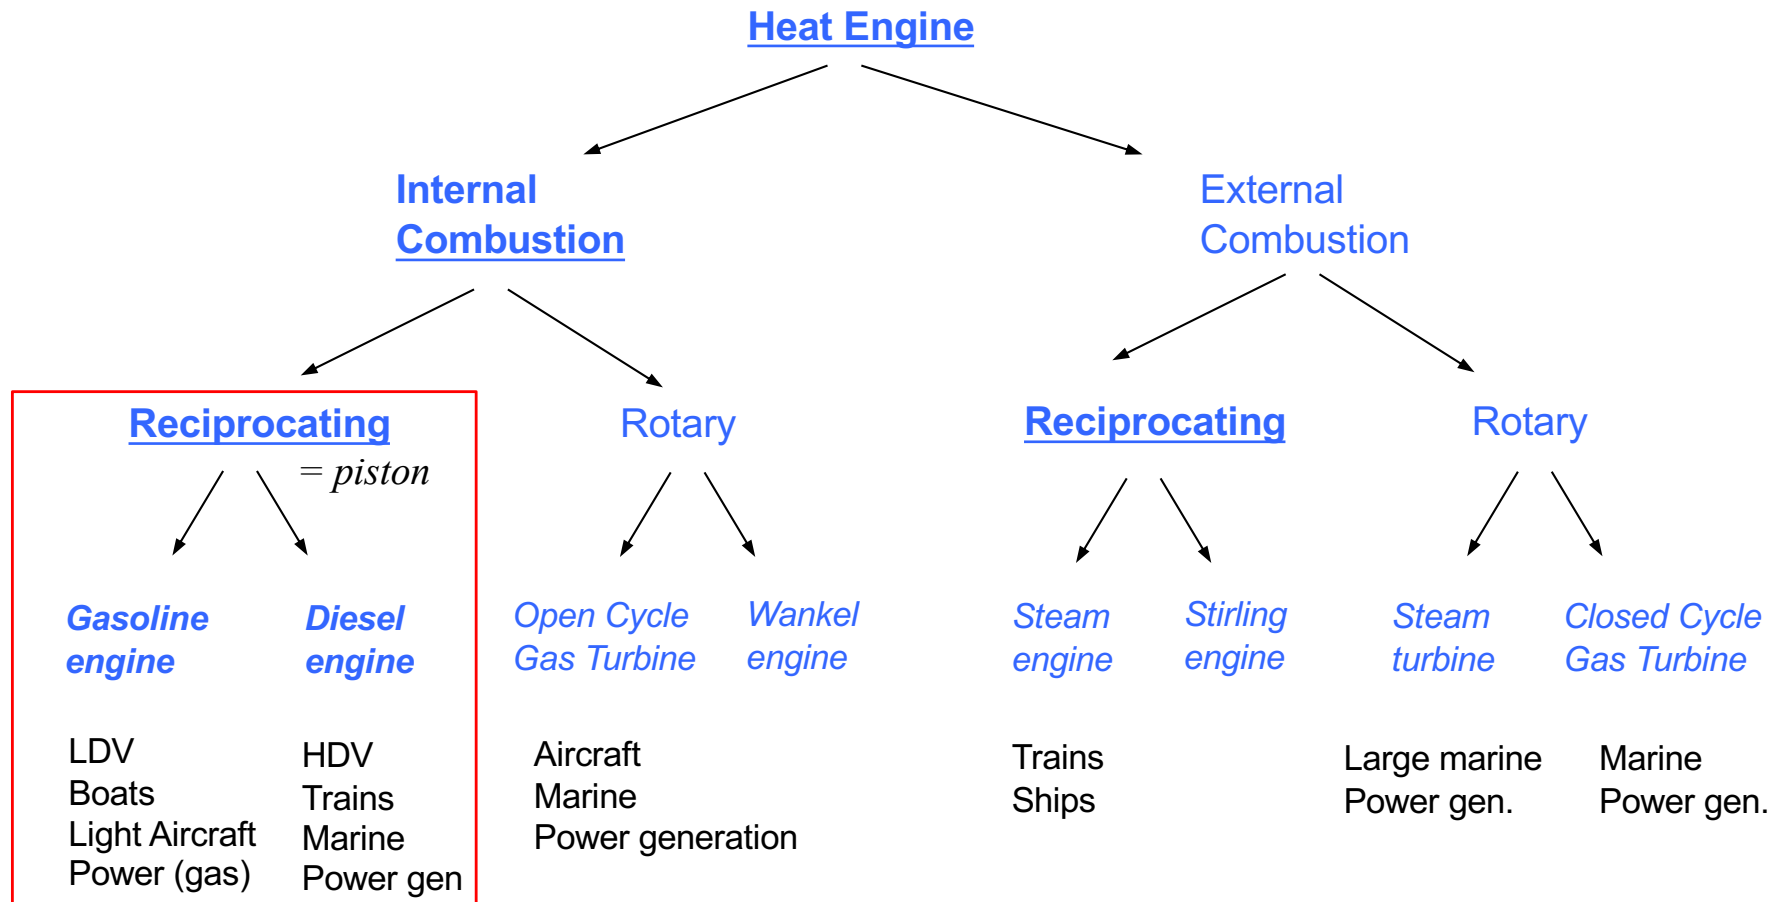 Heat Engine
Internal
Combustion
External
Combustion
Reciprocating
= piston
Rotary
Reciprocating
Rotary
Gasoline
engine
Diesel
engine
Open Cycle
Gas Turbine
Wankel
engine
Steam
engine
Stirling
engine
Steam
turbine
Closed Cycle
Gas Turbine
LDV
Boats
Light Aircraft
Power (gas)
HDV
Trains
Marine
Power gen
Aircraft
Marine
Power generation
Trains
Ships
Large marine
Power gen.
Marine
Power gen.